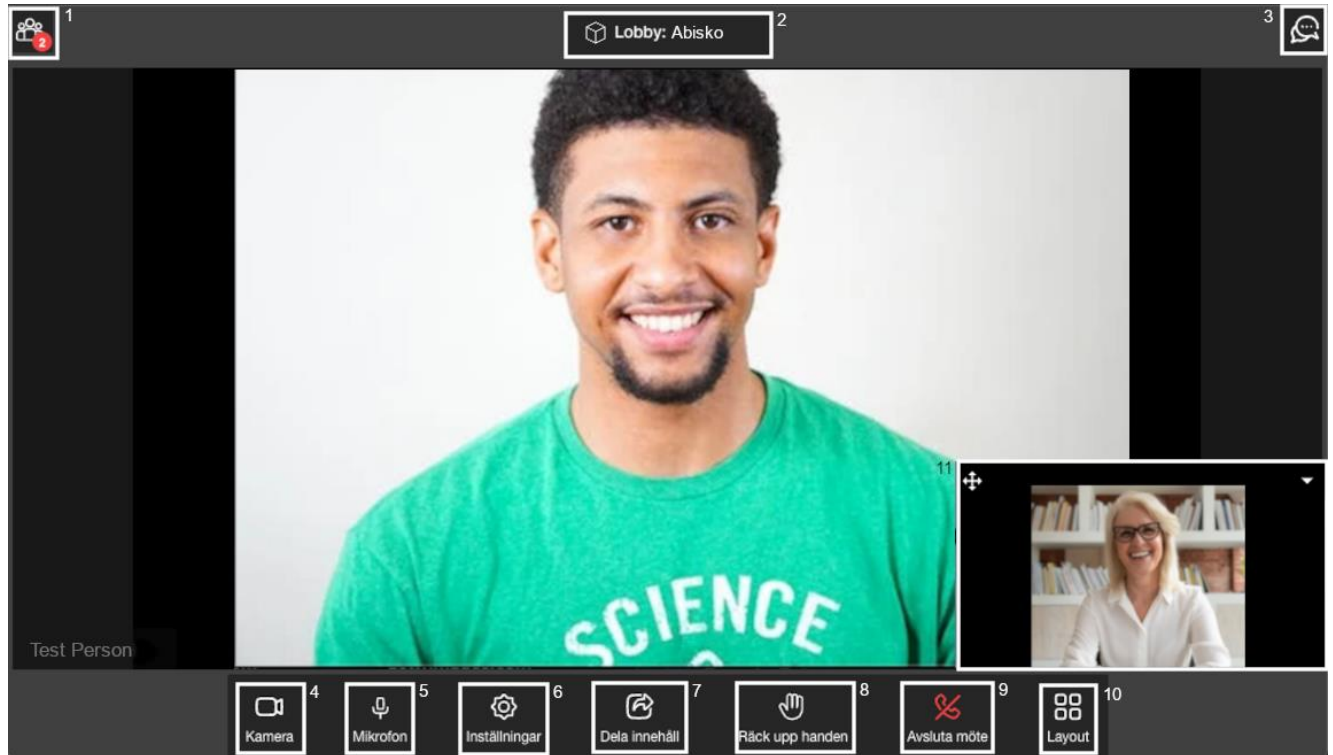 1
2
Lobby: Abisko
2
3
SCIENCE
11
Test Person
4
Kamera
5
Mikrofon
6
Inställningar
7
Dela innehåll
8
Räck upp handen
9
Avsluta möte
10
Layout